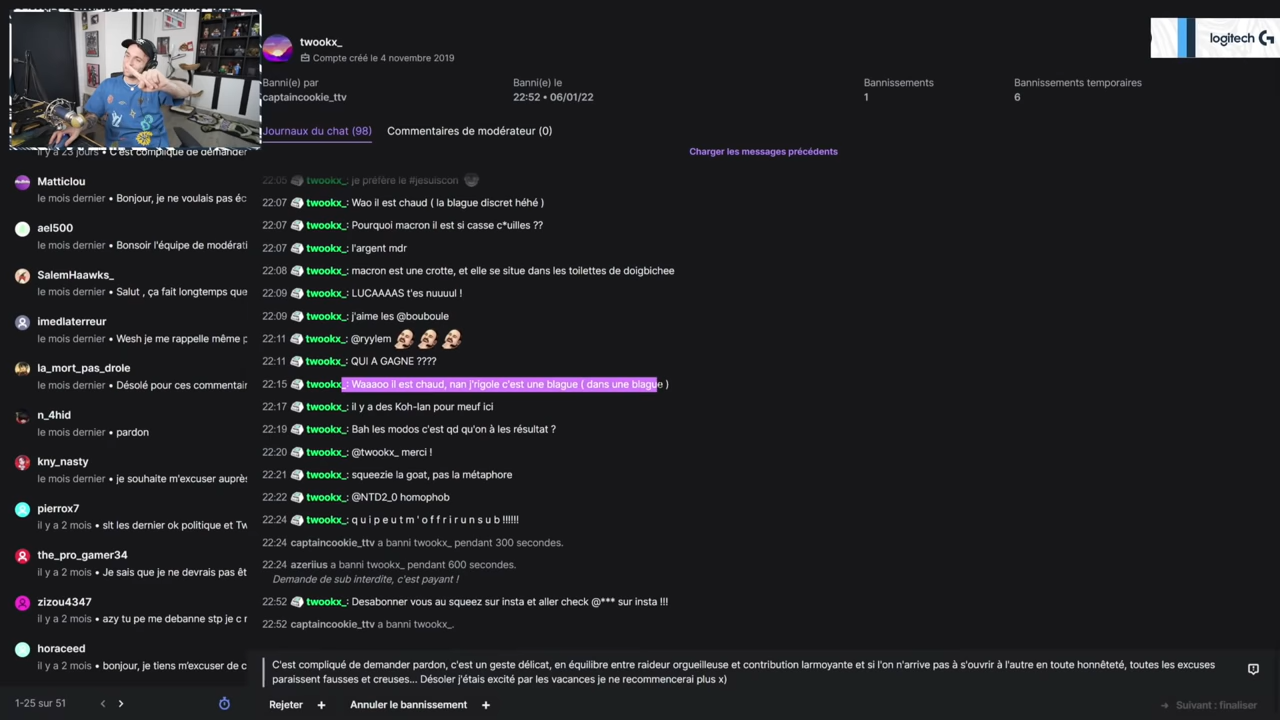 twookx_
Compte créé le 4 novembre 2019
logitech G
Banni(e) par
captaincookie_ttv
Banni(e) le
22:52 • 06/01/22
Bannissements
1
Bannissements temporaires
6
Journaux du chat (98)
Commentaires de modérateur (0)
Charger les messages précédents
il y a 23 jours • C'est compliqué de demander
Matticlou
le mois dernier • Bonjour, je ne voulais pas éc
ael500
le mois dernier • Bonsoir l'équipe de modérati
SalemHaawks_
le mois dernier • Salut , ça fait longtemps que
imedlaterreur
le mois dernier • Wesh je me rappelle même p
la_mort_pas_drole
le mois dernier • Désolé pour ces commentair
n_4hid
le mois dernier • pardon
kny_nasty
le mois dernier • je souhaite m'excuser auprès
pierrox7
il y a 2 mois • slt les dernier ok politique et Tw
the_pro_gamer34
il y a 2 mois • Je sais que je ne devrais pas êt
zizou4347
il y a 2 mois • azy tu pe me debanne stp je c r
horaceed
il y a 2 mois • bonjour, je tiens m'excuser de c
1-25 sur 51
22:05 twookx_: je préfère le #jesuiscon
22:07 twookx_: Wao il est chaud ( la blague discret héhé )
22:07 twookx_: Pourquoi macron il est si casse c*uilles ??
22:07 twookx_: l'argent mdr
22:08 twookx_: macron est une crotte, et elle se situe dans les toilettes de doigbichee
22:09 twookx_: LUCAAAAS t'es nuuuul !
22:09 twookx_: j'aime les @bouboule
22:11 twookx_: @ryylem
22:11 twookx_: QUI A GAGNE ????
22:15 twookx_: Waaaoo il est chaud, nan j'rigole c'est une blague ( dans une blague )
22:17 twookx_: il y a des Koh-lan pour meuf ici
22:19 twookx_: Bah les modos c'est qd qu'on à les résultat ?
22:20 twookx_: @twookx_ merci !
22:21 twookx_: squeezie la goat, pas la métaphore
22:22 twookx_: @NTD2_0 homophob
22:24 twookx_: q u i p e u t m ' o f f r i r u n s u b !!!!!!
22:24 captaincookie_ttv a banni twookx_ pendant 300 secondes.
22:24 azeriius a banni twookx_ pendant 600 secondes.
Demande de sub interdite, c'est payant !
22:52 twookx_: Desabonner vous au squeez sur insta et aller check @*** sur insta !!!
22:52 captaincookie_ttv a banni twookx_.
C'est compliqué de demander pardon, c'est un geste délicat, en équilibre entre raideur orgueilleuse et contribution larmoyante et si l'on n'arrive pas à s'ouvrir à l'autre en toute honnêteté, toutes les excuses
paraissent fausses et creuses... Désoler j'étais excité par les vacances je ne recommencerai plus x)
Rejeter +
Annuler le bannissement +
Suivant : finaliser